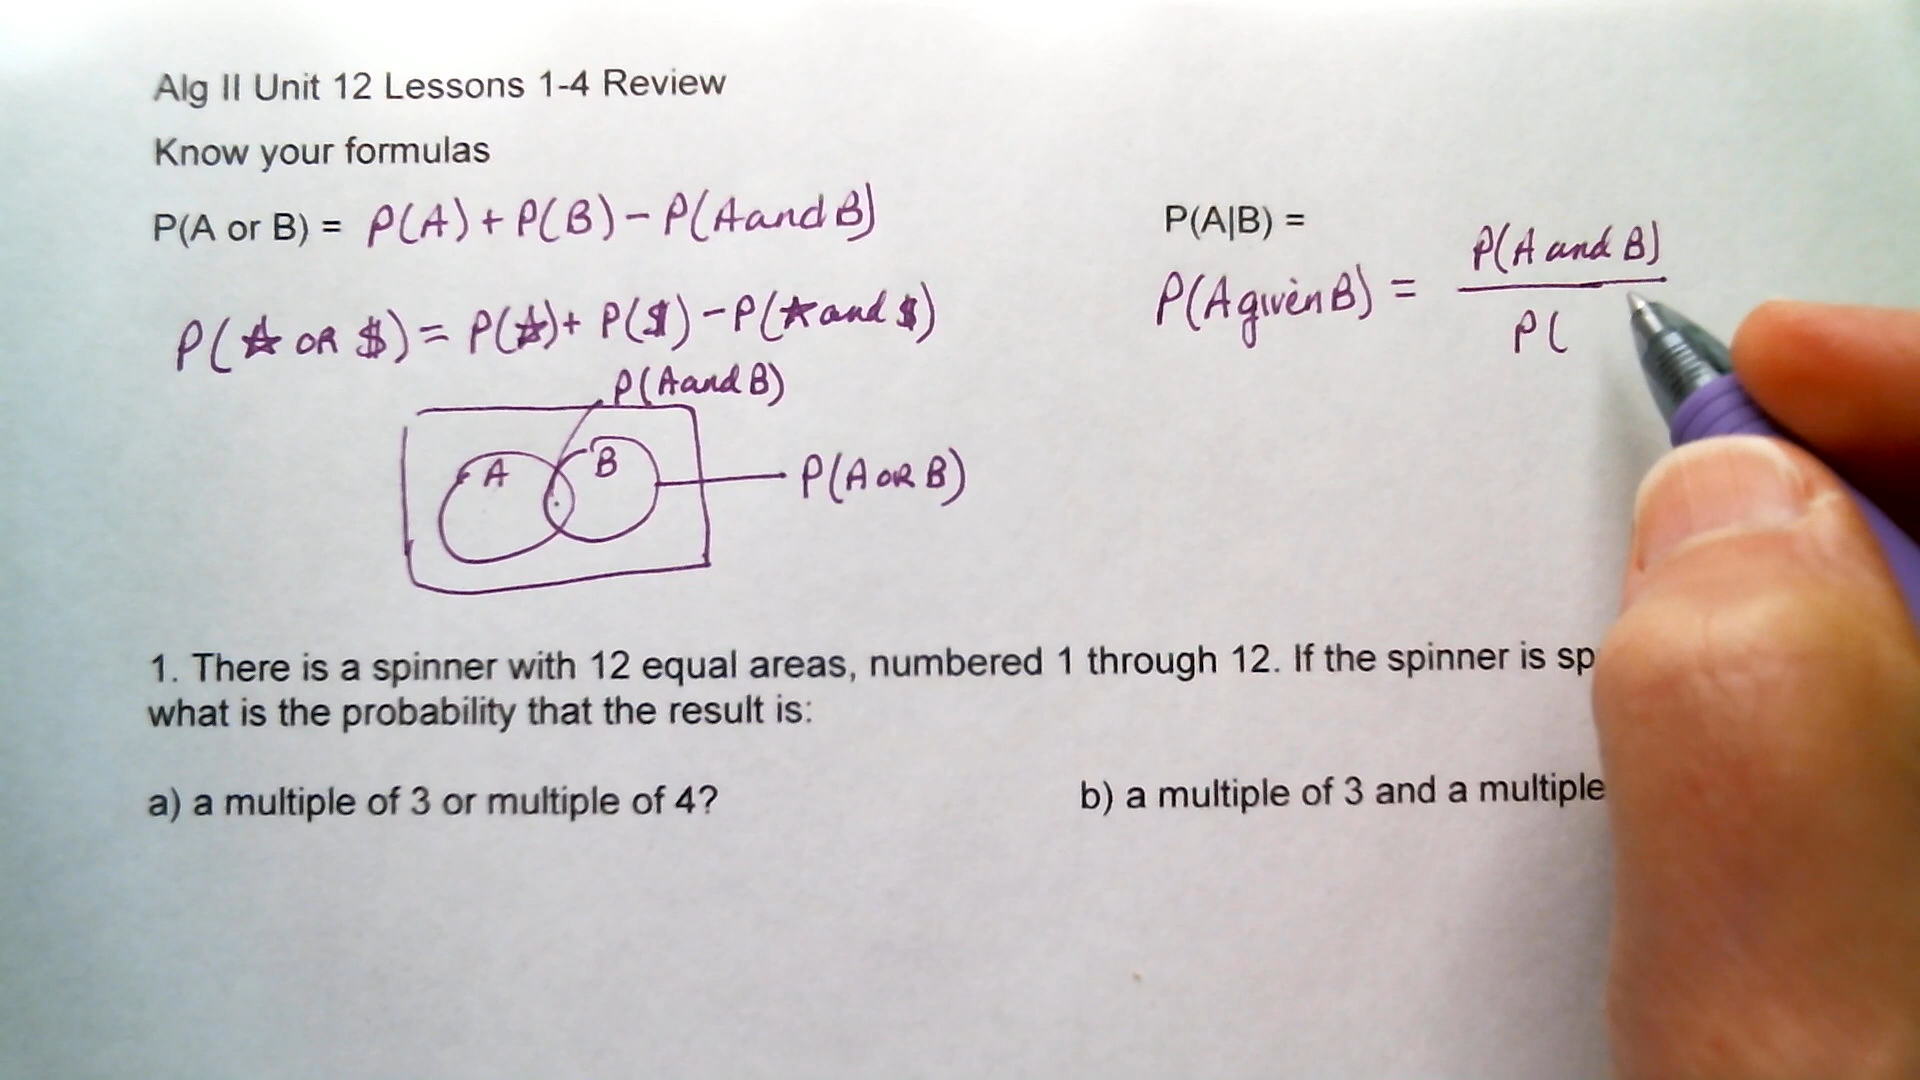 Alg II Unit 12 Lessons 1-4 Review
Know your formulas
P(A or B) = P(A) + P(B) - P(A and B)
P(☆ OR $) = P(☆) + P($) - P(☆ and $)
P(A and B)
A B
P(A OR B)
P(A|B) =
P(A given B) = P(A and B)
P(
1. There is a spinner with 12 equal areas, numbered 1 through 12. If the spinner is
what is the probability that the result is:
a) a multiple of 3 or multiple of 4?
b) a multiple of 3 and a multiple